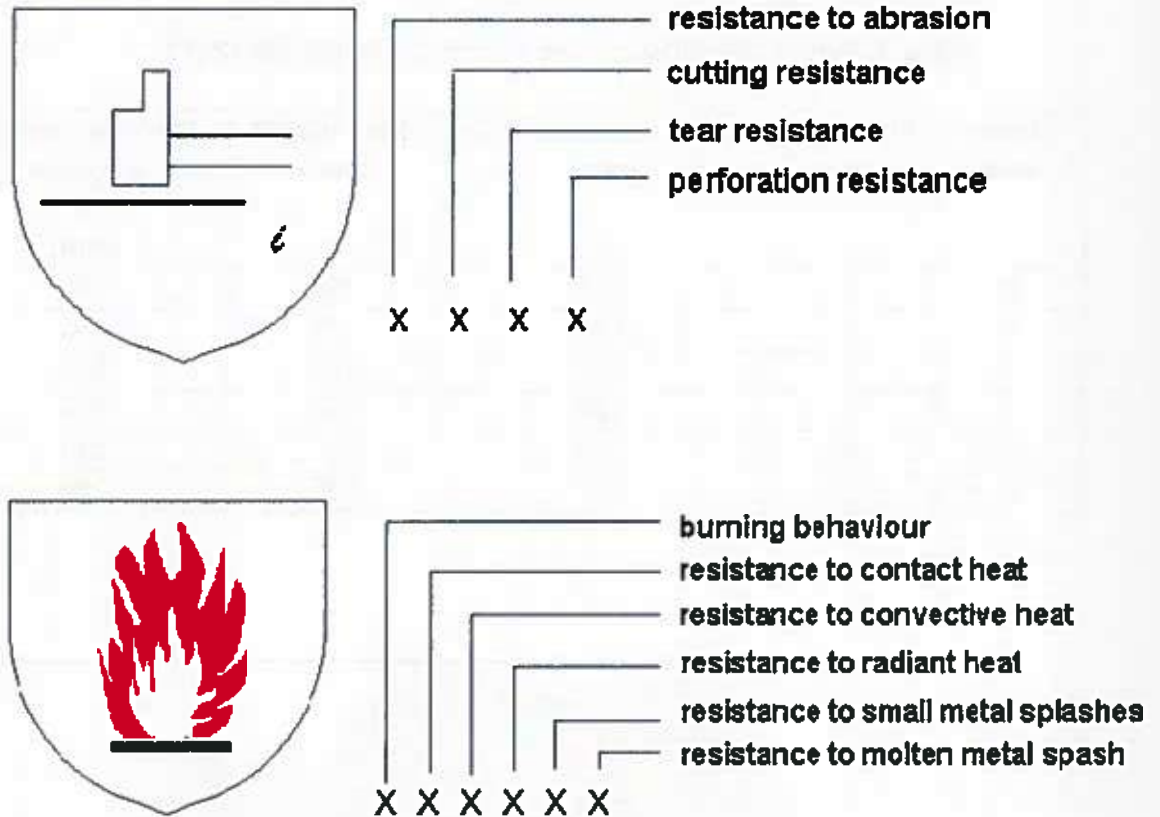 resistance to abrasion
cutting resistance
tear resistance
perforation resistance
i
X X X X
burning behaviour
resistance to contact heat
resistance to convective heat
resistance to radiant heat
resistance to small metal splashes
resistance to molten metal spash
X X X X X X